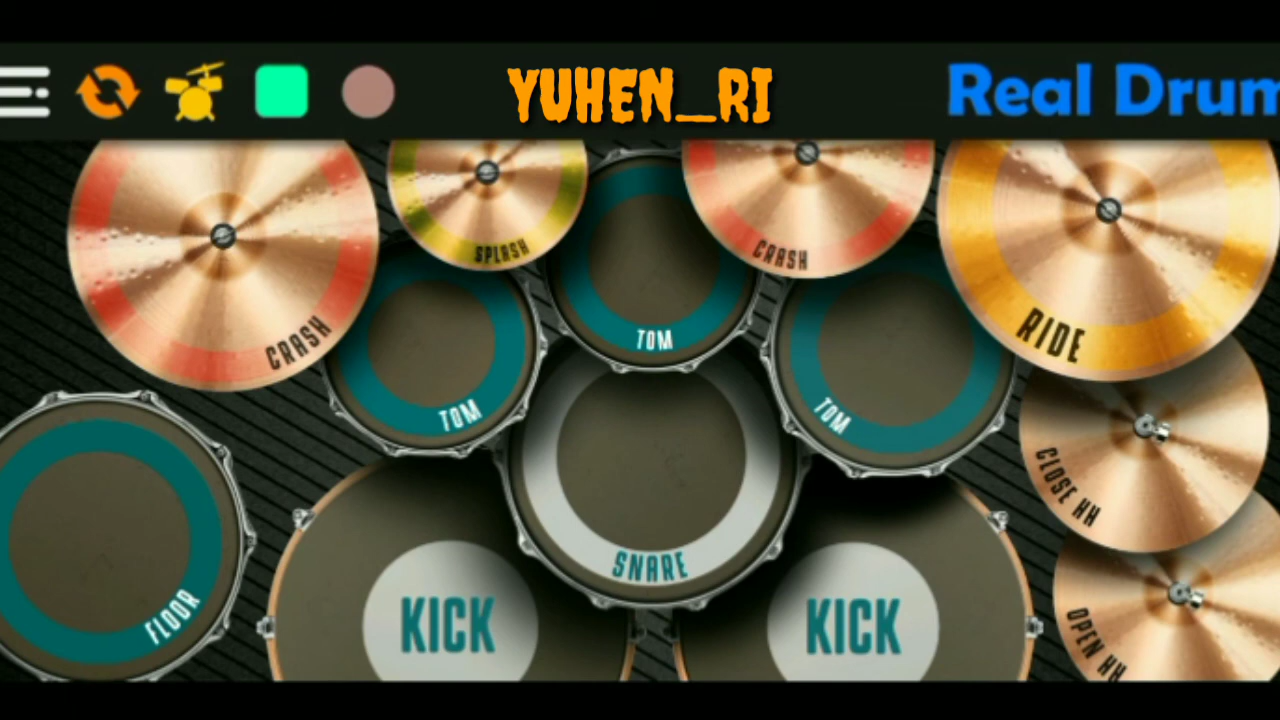 YUHEN_RI
Real Drum
SPLASH
CRASH
CRASH
RIDE
TOM
TOM
TOM
CLOSE HH
SNARE
FLOOR
KICK
KICK
OPEN HH